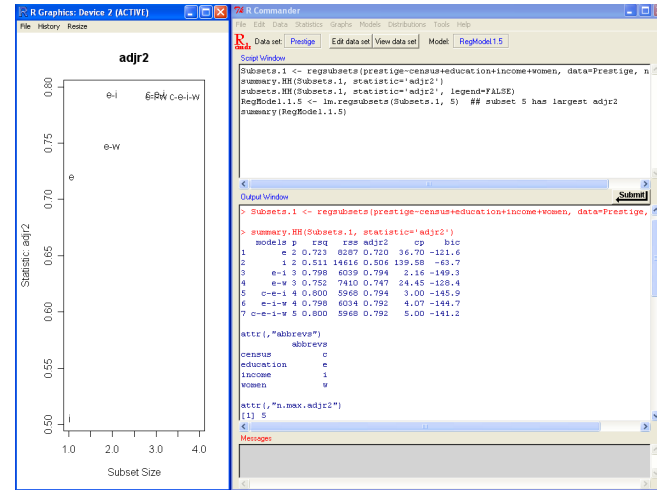 R Graphics: Device 2 (ACTIVE)
File History Resize
adjr2
Statistic: adjr2
0.80
0.75
0.70
0.65
0.60
0.55
0.50
e-i
c-e-i-w
e-w
e
i
1.0 2.0 3.0 4.0
Subset Size
R Commander
File Edit Data Statistics Graphs Models Distributions Tools Help
R Data set: Prestige Edit data set View data set Model: RegModel1.5
Rcmdr
Script Window
Subsets.1 <- regsubsets(prestige~census+education+income+women, data=Prestige, n
summary.HH(Subsets.1, statistic='adjr2')
subsets.HH(Subsets.1, statistic='adjr2', legend=FALSE)
RegModel.1.5 <- lm.regsubsets(Subsets.1, 5) ## subset 5 has largest adjr2
summary(RegModel.1.5)
Submit
Output Window
> Subsets.1 <- regsubsets(prestige~census+education+income+women, data=Prestige,
> summary.HH(Subsets.1, statistic='adjr2')
models p rsq rss adjr2 cp bic
1 e 2 0.723 8287 0.720 36.70 -121.6
2 i 2 0.511 14616 0.506 139.58 -63.7
3 e-i 3 0.798 6039 0.794 2.16 -149.3
4 e-w 3 0.752 7410 0.747 24.45 -128.4
5 c-e-i 4 0.800 5968 0.794 3.00 -145.9
6 e-i-w 4 0.798 6034 0.792 4.07 -144.7
7 c-e-i-w 5 0.800 5968 0.792 5.00 -141.2
attr(,"abbrevs")
abbrevs
census c
education e
income i
women w
attr(,"n.max.adjr2")
[1] 5
Messages